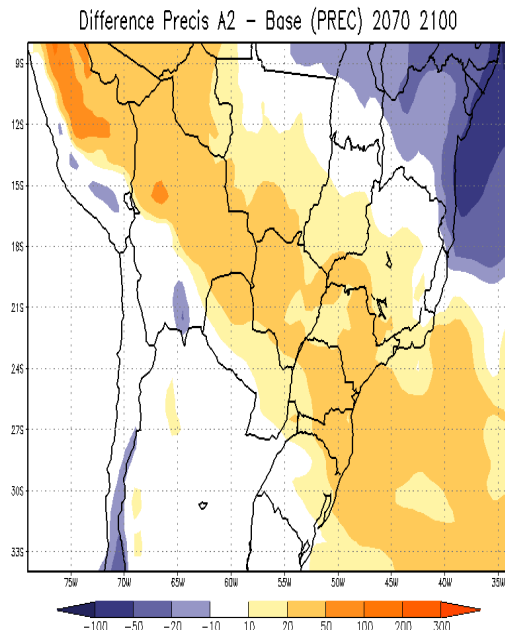 Difference Precis A2 – Base (PREC) 2070 2100
9S
12S
15S
18S
21S
24S
27S
30S
33S
75W 70W 65W 60W 55W 50W 45W 40W 35W
-100 -50 -20 -10 10 20 50 100 200 300